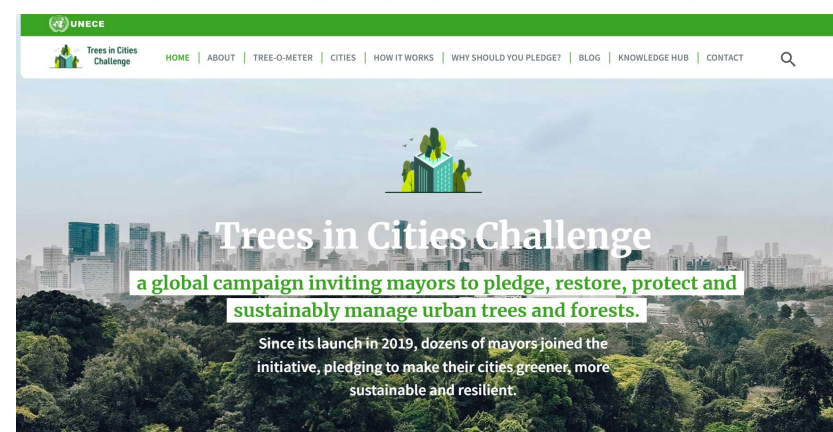 UNECE
Trees in Cities
Challenge
HOME | ABOUT | TREE-O-METER | CITIES | HOW IT WORKS | WHY SHOULD YOU PLEDGE? | BLOG | KNOWLEDGE HUB | CONTACT
Trees in Cities Challenge
a global campaign inviting mayors to pledge, restore, protect and
sustainably manage urban trees and forests.
Since its launch in 2019, dozens of mayors joined the
initiative, pledging to make their cities greener, more
sustainable and resilient.